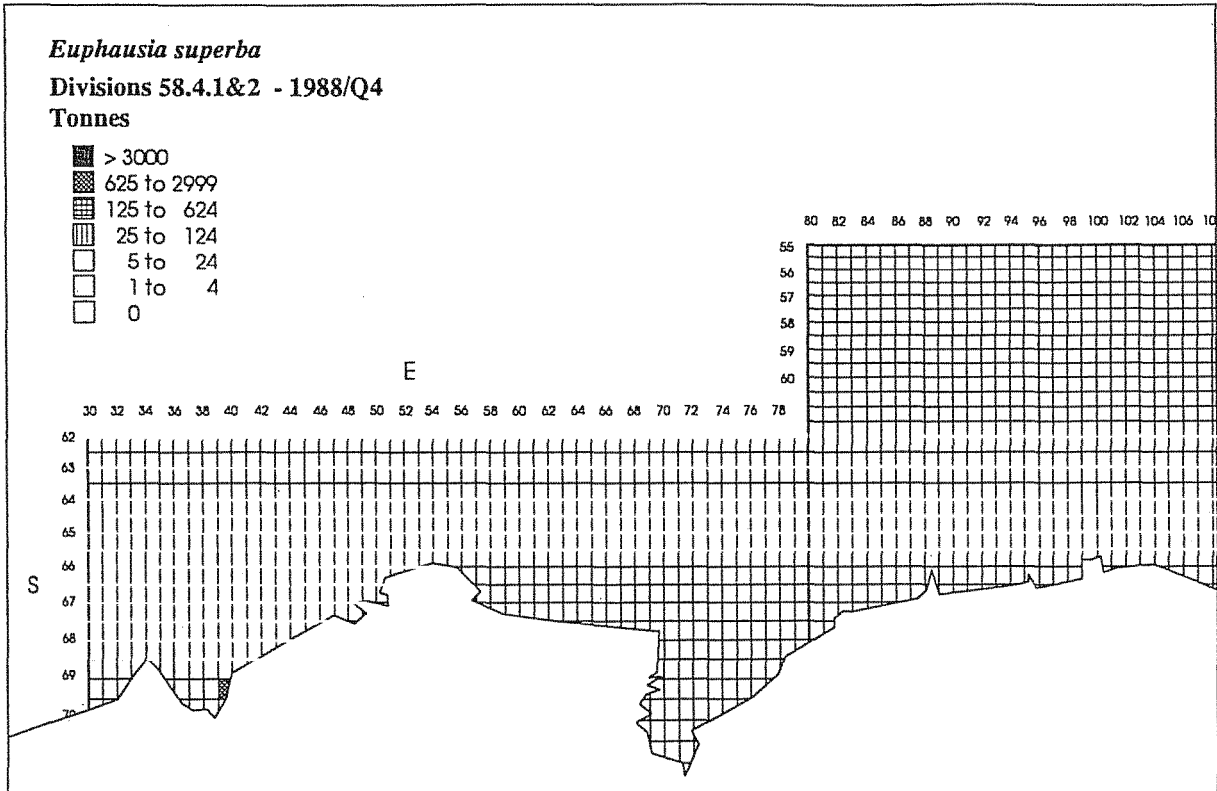 Euphausia superba
Divisions 58.4.1&2 - 1988/Q4
Tonnes
> 3000
625 to 2999
125 to 624
25 to 124
5 to 24
1 to 4
0
80 82 84 86 88 90 92 94 96 98 100 102 104 106 10
55
56
57
58
59
60
E
30 32 34 36 38 40 42 44 46 48 50 52 54 56 58 60 62 64 66 68 70 72 74 76 78
62
63
64
65
66
S
67
68
69
70